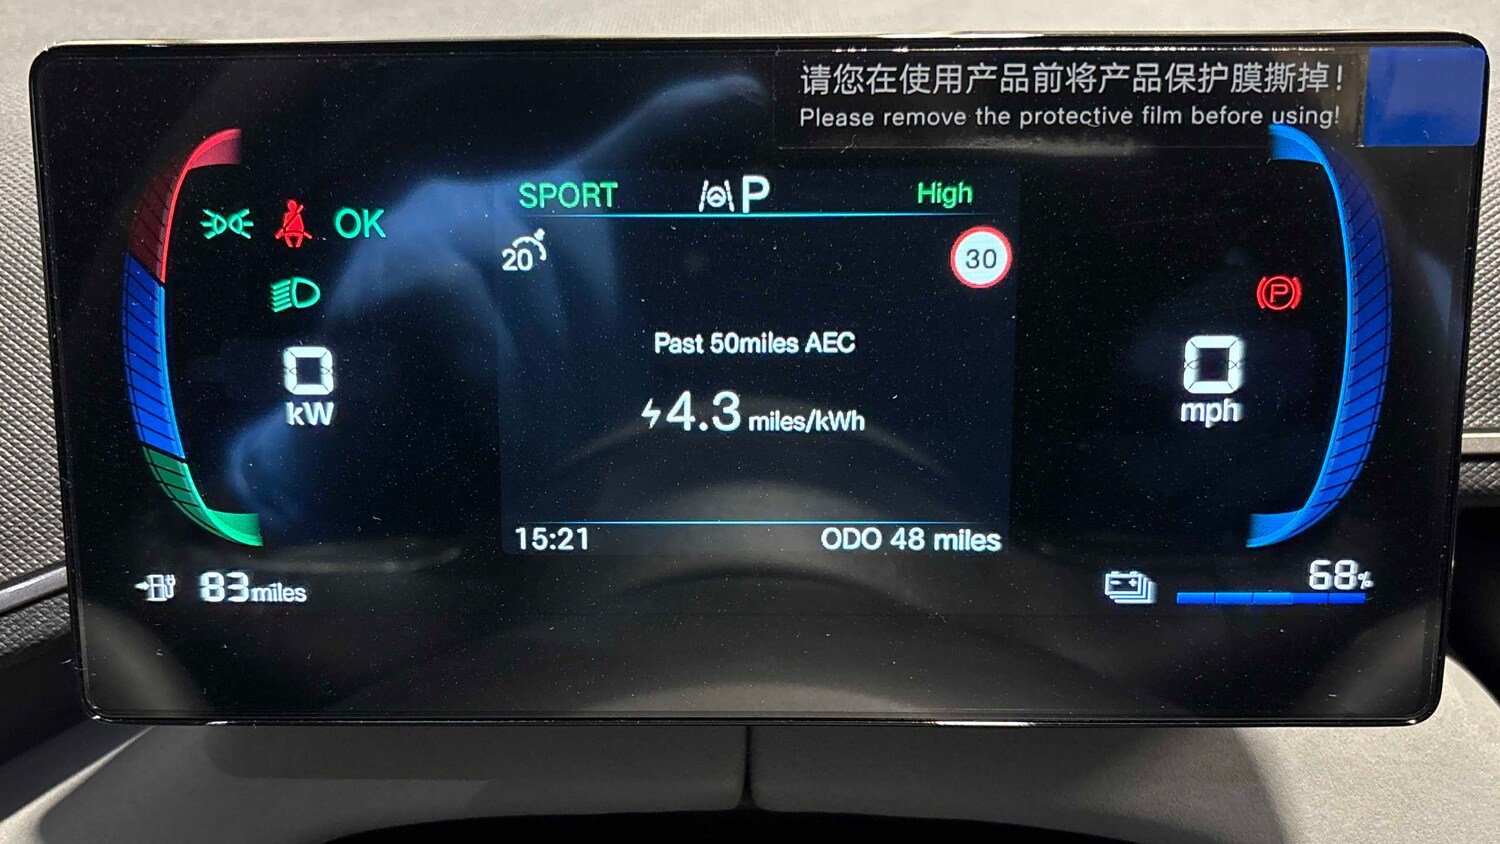 请您在使用产品前将产品保护膜撕掉！
Please remove the protective film before using!
SPORT P High
20 30
OK
Past 50miles AEC
4.3 miles/kWh
0 kW
0 mph
P
15:21 ODO 48 miles
83 miles
68%